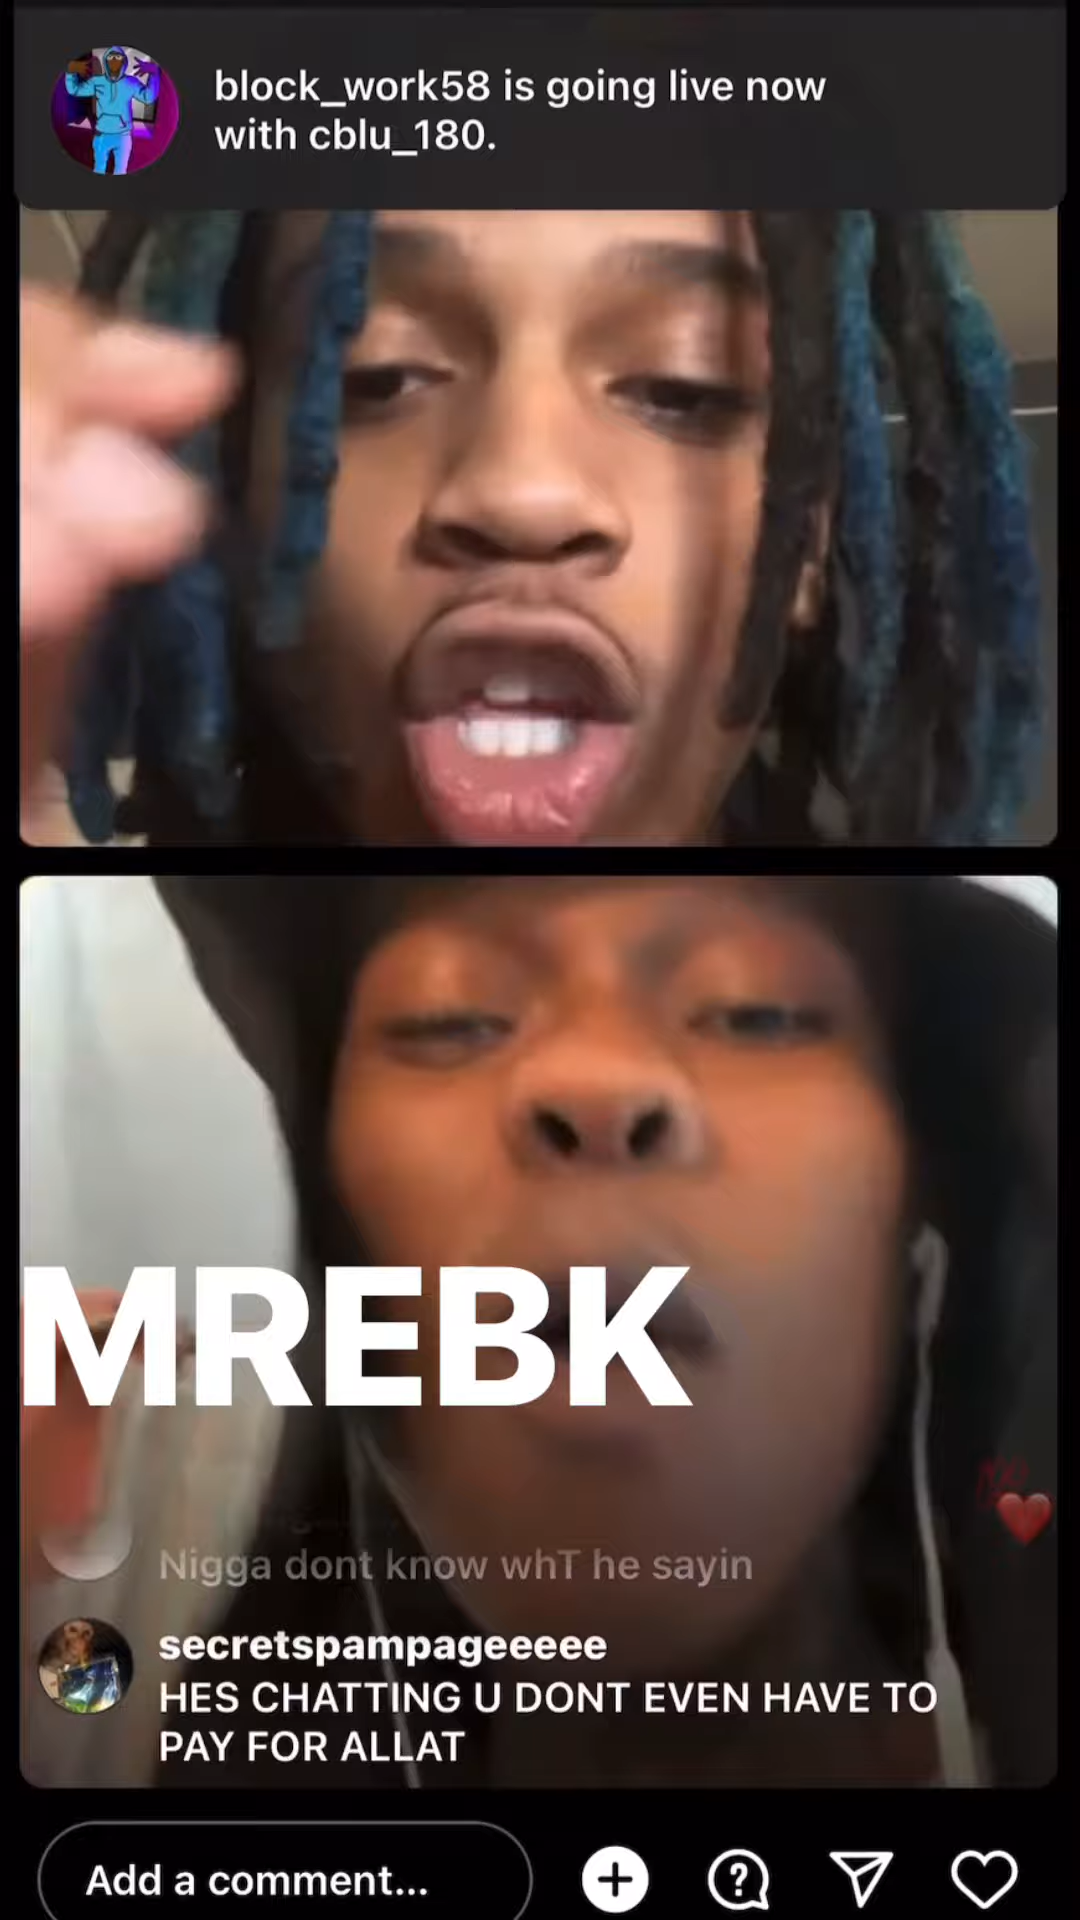 block_work58 is going live now
with cblu_180.
MREBK
Nigga dont know whT he sayin
secretspampageeeee
HES CHATTING U DONT EVEN HAVE TO
PAY FOR ALLAT
Add a comment...